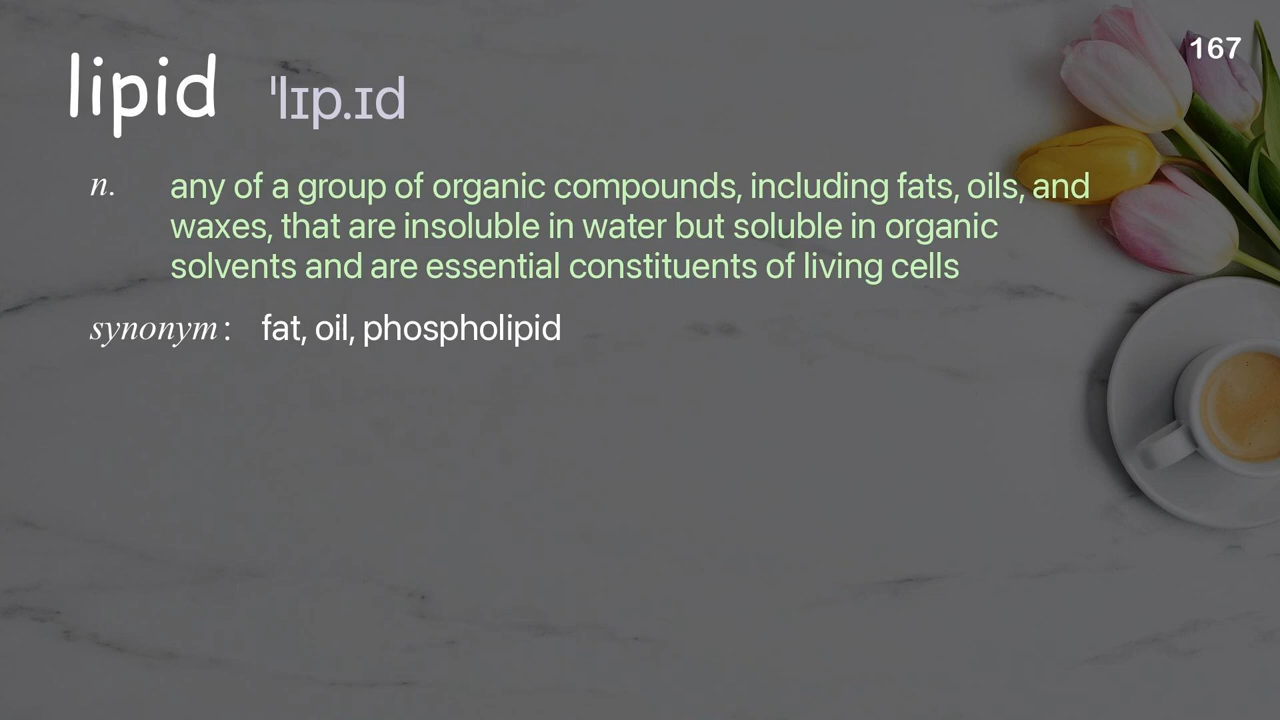 167
lipid ˈlɪp.ɪd
n. any of a group of organic compounds, including fats, oils, and
waxes, that are insoluble in water but soluble in organic
solvents and are essential constituents of living cells
synonym: fat, oil, phospholipid